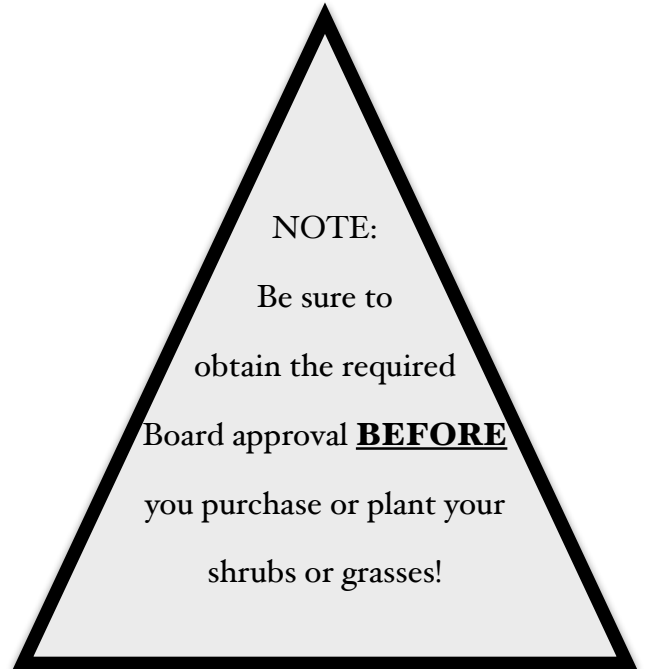 NOTE:
Be sure to
obtain the required
Board approval BEFORE
you purchase or plant your
shrubs or grasses!